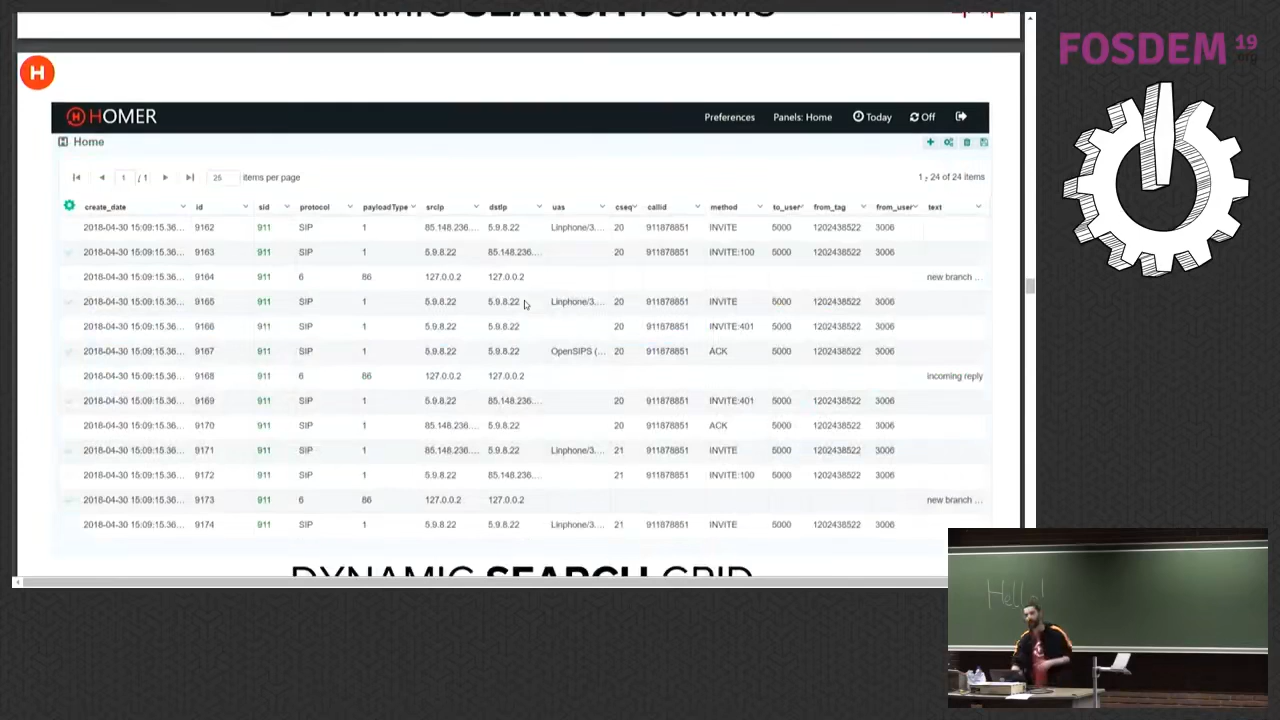 DYNAMIC SEARCH FORMS
FOSDEM 19
.org
H
HOMER
Preferences Panels: Home Today Off
Home
1 / 1 25 items per page 1 - 24 of 24 items
create_date id sid protocol payloadType srcIp dstIp uas cseq callid method to_user from_tag from_user text
2018-04-30 15:09:15.36... 9162 911 SIP 1 85.148.236.... 5.9.8.22 Linphone/3.... 20 911878851 INVITE 5000 1202438522 3006
2018-04-30 15:09:15.36... 9163 911 SIP 1 5.9.8.22 85.148.236.... 20 911878851 INVITE:100 5000 1202438522 3006
2018-04-30 15:09:15.36... 9164 911 6 86 127.0.0.2 127.0.0.2 new branch ...
2018-04-30 15:09:15.36... 9165 911 SIP 1 5.9.8.22 5.9.8.22 Linphone/3.... 20 911878851 INVITE 5000 1202438522 3006
2018-04-30 15:09:15.36... 9166 911 SIP 1 5.9.8.22 5.9.8.22 20 911878851 INVITE:401 5000 1202438522 3006
2018-04-30 15:09:15.36... 9167 911 SIP 1 5.9.8.22 5.9.8.22 OpenSIPS (... 20 911878851 ACK 5000 1202438522 3006
2018-04-30 15:09:15.36... 9168 911 6 86 127.0.0.2 127.0.0.2 incoming reply
2018-04-30 15:09:15.36... 9169 911 SIP 1 5.9.8.22 85.148.236.... 20 911878851 INVITE:401 5000 1202438522 3006
2018-04-30 15:09:15.36... 9170 911 SIP 1 85.148.236.... 5.9.8.22 20 911878851 ACK 5000 1202438522 3006
2018-04-30 15:09:15.36... 9171 911 SIP 1 85.148.236.... 5.9.8.22 Linphone/3.... 21 911878851 INVITE 5000 1202438522 3006
2018-04-30 15:09:15.36... 9172 911 SIP 1 5.9.8.22 85.148.236.... 21 911878851 INVITE:100 5000 1202438522 3006
2018-04-30 15:09:15.36... 9173 911 6 86 127.0.0.2 127.0.0.2 new branch ...
2018-04-30 15:09:15.36... 9174 911 SIP 1 5.9.8.22 5.9.8.22 Linphone/3.... 21 911878851 INVITE 5000 1202438522 3006
DYNAMIC SEARCH GRID